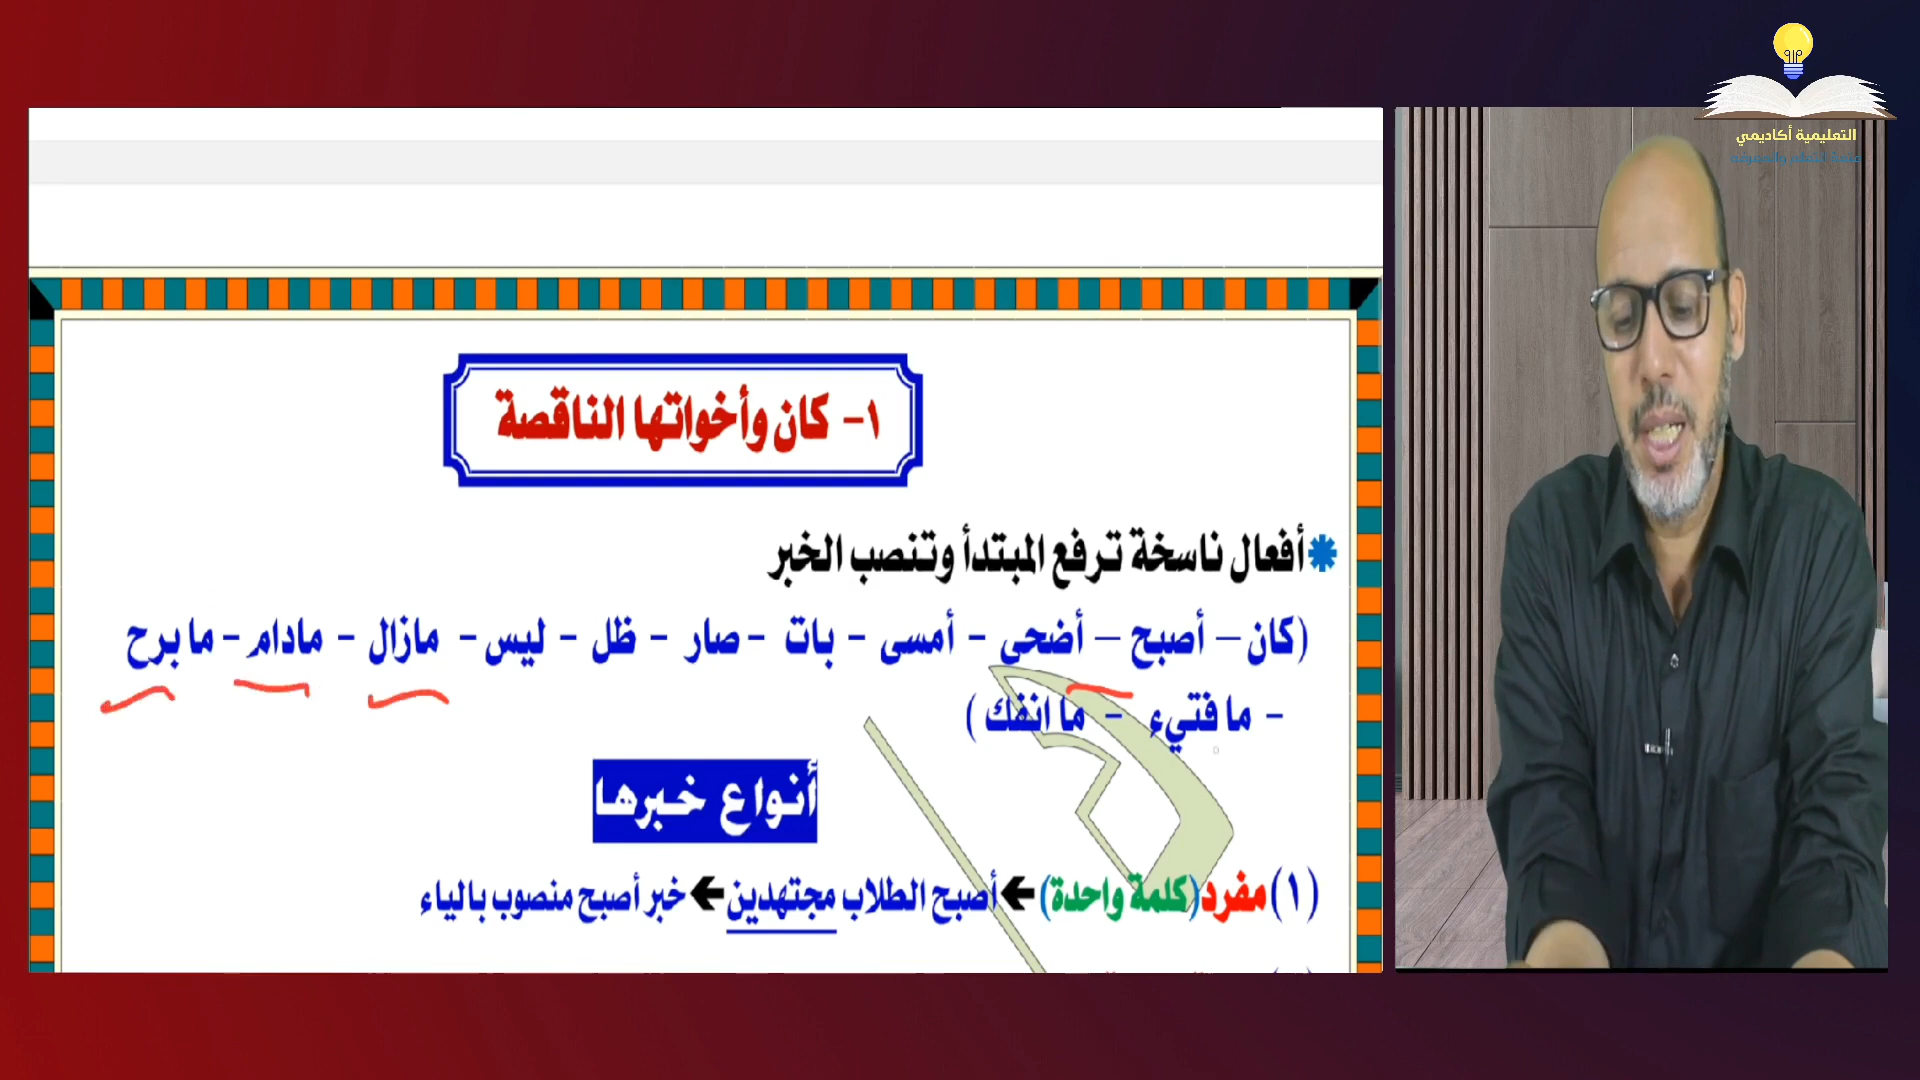 التعليمية أكاديمي
١- كان وأخواتها الناقصة
أفعال ناسخة ترفع المبتدأ وتنصب الخبر
(كان – أصبح – أضحى - أمسى - بات - صار - ظل - ليس - مازال - مادام - ما برح
- ما فتيء - ما انفك )
أنواع خبرها
(١) مفرد (كلمة واحدة) أصبح الطلاب مجتهدين خبر أصبح منصوب بالياء